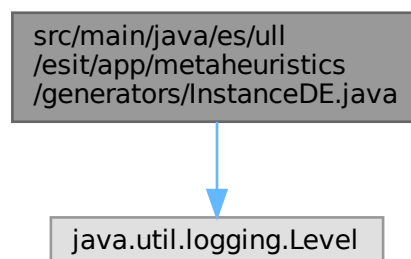 src/main/java/es/ull
/esit/app/metaheuristics
/generators/InstanceDE.java
java.util.logging.Level